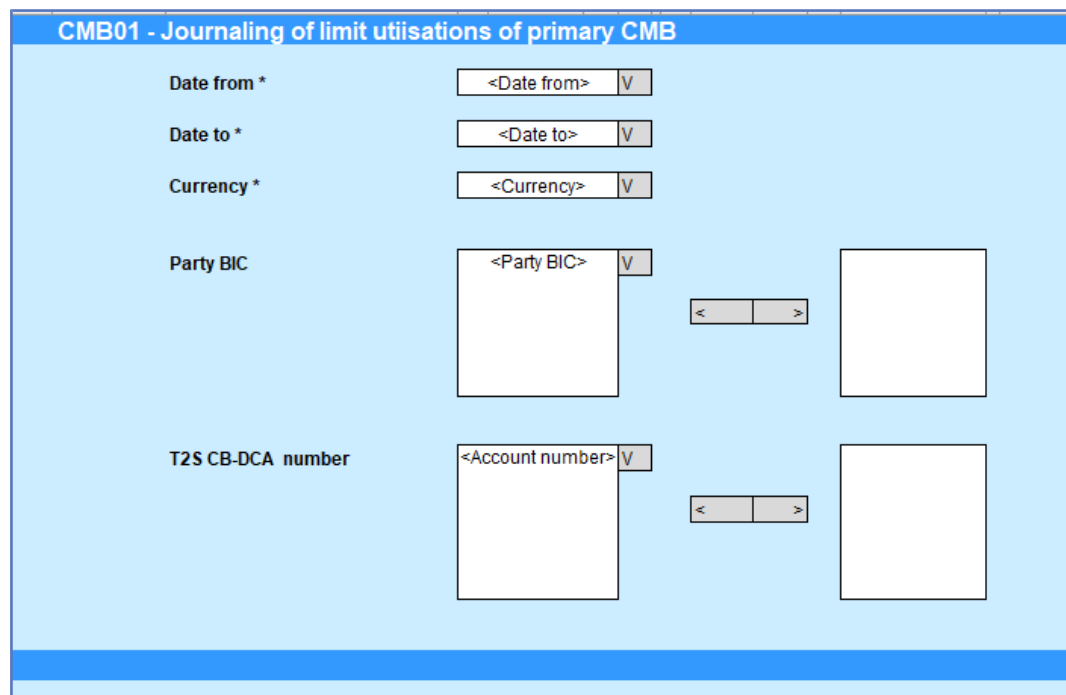 CMB01 - Journaling of limit utiisations of primary CMB
Date from * <Date from> V
Date to * <Date to> V
Currency * <Currency> V
Party BIC <Party BIC> V
< >
T2S CB-DCA number <Account number> V
< >